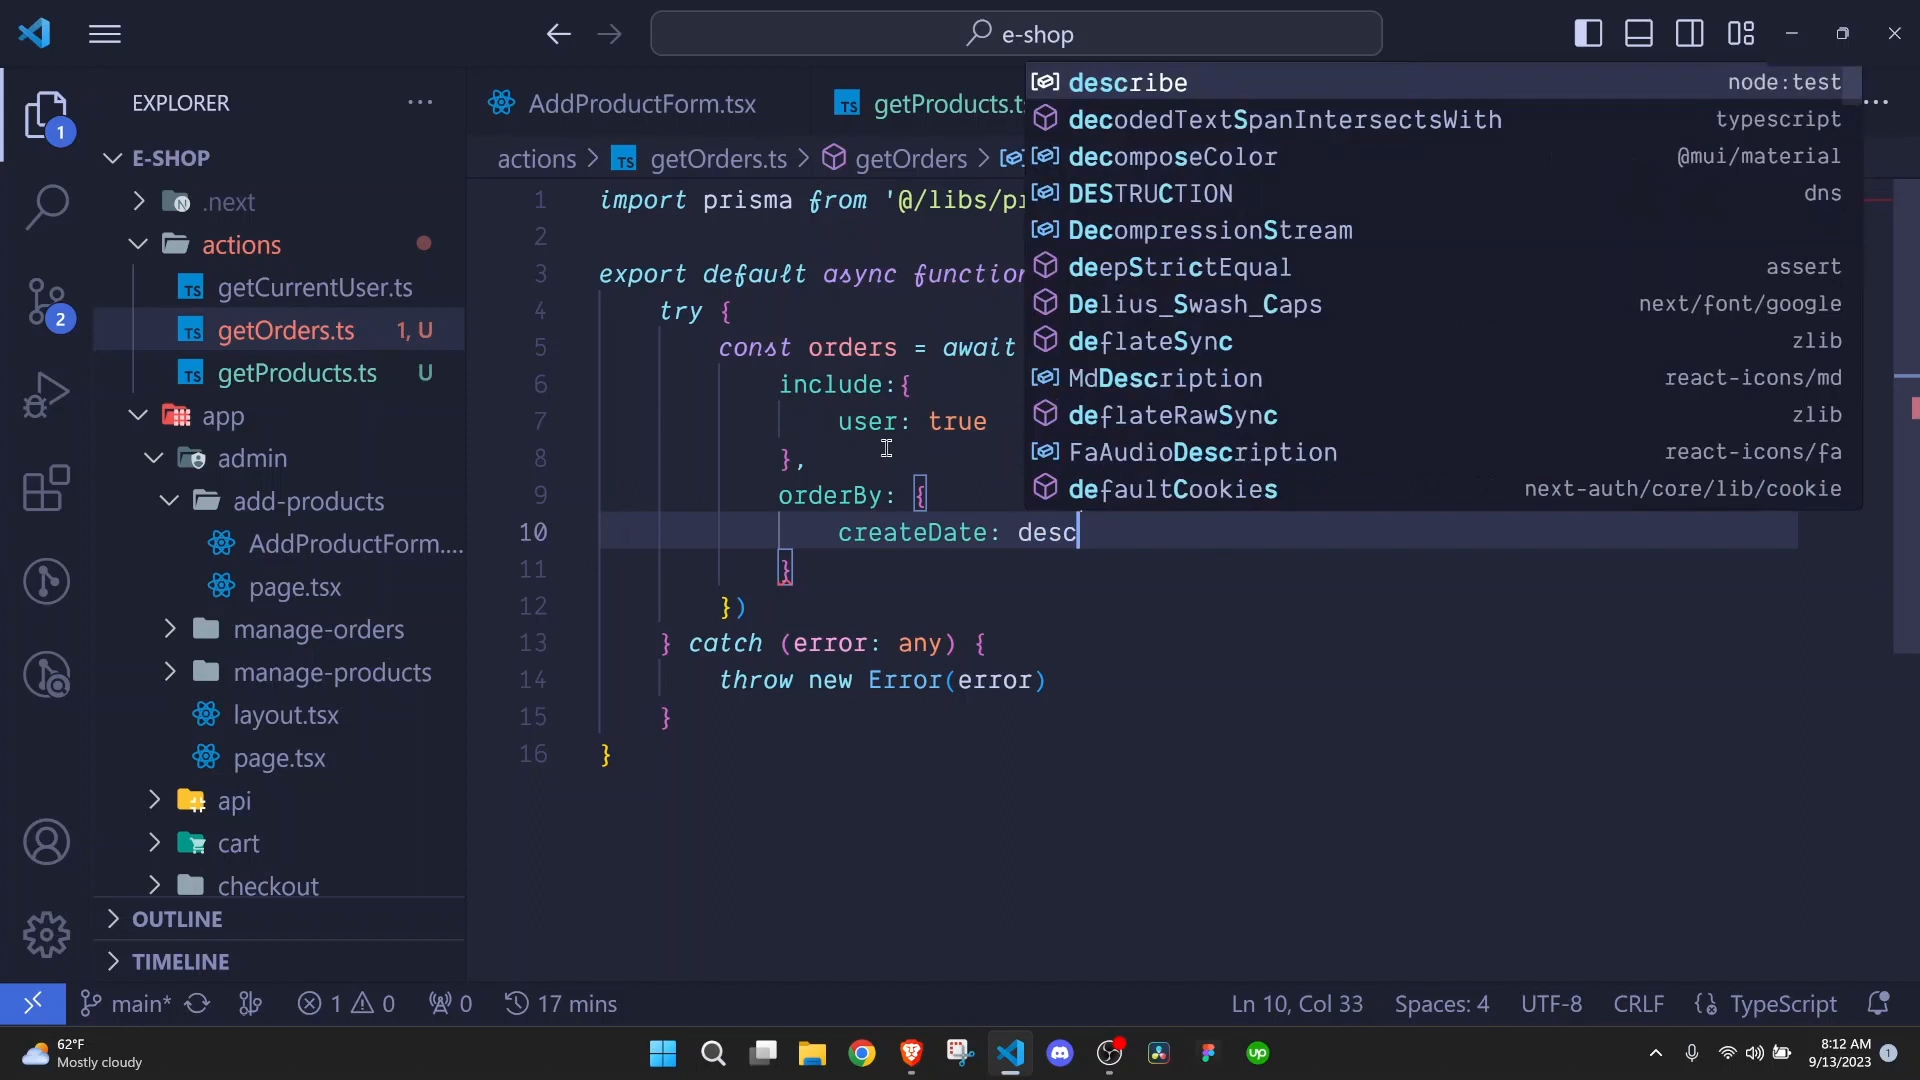 e-shop
EXPLORER
E-SHOP
.next
actions
getCurrentUser.ts
getOrders.ts 1, U
getProducts.ts U
app
admin
add-products
AddProductForm....
page.tsx
manage-orders
manage-products
layout.tsx
page.tsx
api
cart
checkout
OUTLINE
TIMELINE
1
2
AddProductForm.tsx
TS getProducts.t
actions > TS getOrders.ts > getOrders >
1 import prisma from '@/libs/p
2
3 export default async function
4 try {
5 const orders = await
6 include:{
7 user: true
8 },
9 orderBy: {
10 createDate: desc
11 }
12 })
13 } catch (error: any) {
14 throw new Error(error)
15 }
16 }
describe node:test
decodedTextSpanIntersectsWith typescript
decomposeColor @mui/material
DESTRUCTION dns
DecompressionStream
deepStrictEqual assert
Delius_Swash_Caps next/font/google
deflateSync zlib
MdDescription react-icons/md
deflateRawSync zlib
FaAudioDescription react-icons/fa
defaultCookies next-auth/core/lib/cookie
main* 1 0 0 17 mins Ln 10, Col 33 Spaces: 4 UTF-8 CRLF TypeScript
62°F
Mostly cloudy
up
8:12 AM
9/13/2023
1